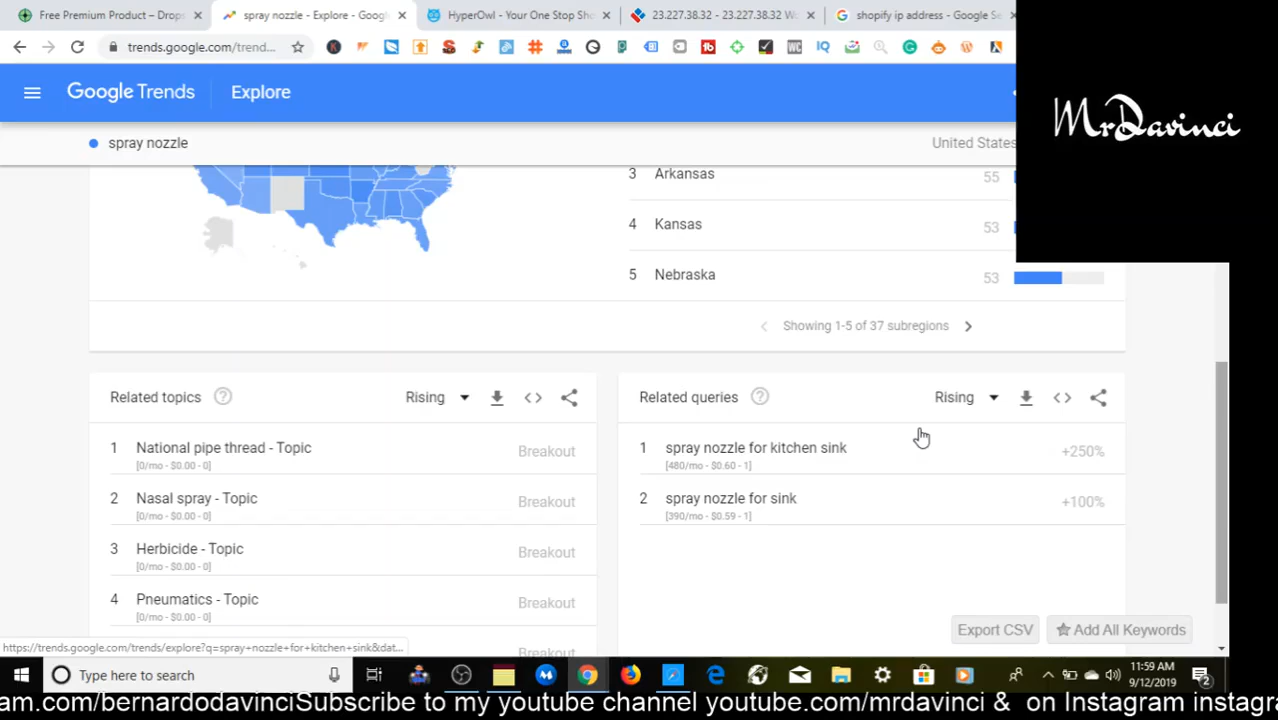 Free Premium Product – Drops
spray nozzle - Explore - Goog
HyperOwl - Your One Stop Sh
23.227.38.32 - 23.227.38.32 W
shopify ip address - Google Se
trends.google.com/trend...
Google Trends
Explore
MrDavinci
spray nozzle
United States
3 Arkansas 55
4 Kansas 53
5 Nebraska 53
Showing 1-5 of 37 subregions
Related topics
Rising
1 National pipe thread - Topic Breakout
[0/mo - $0.00 - 0]
2 Nasal spray - Topic Breakout
[0/mo - $0.00 - 0]
3 Herbicide - Topic Breakout
[0/mo - $0.00 - 0]
4 Pneumatics - Topic Breakout
[0/mo - $0.00 - 0]
Breakout
Related queries
Rising
1 spray nozzle for kitchen sink +250%
[480/mo - $0.60 - 1]
2 spray nozzle for sink +100%
[390/mo - $0.59 - 1]
Export CSV
Add All Keywords
https://trends.google.com/trends/explore?q=spray+nozzle+for+kitchen+sink&dat...
Type here to search
11:59 AM
9/12/2019
am.com/bernardodavinciSubscribe to my youtube channel youtube.com/mrdavinci & on Instagram instagra